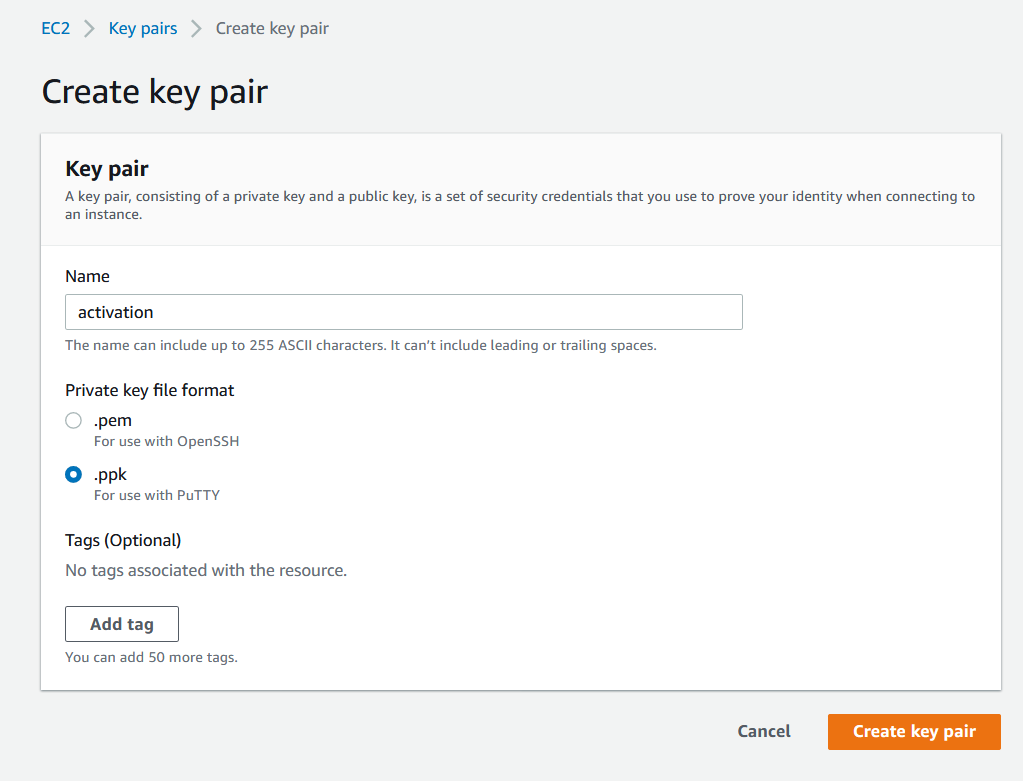 EC2 > Key pairs > Create key pair
Create key pair
Key pair
A key pair, consisting of a private key and a public key, is a set of security credentials that you use to prove your identity when connecting to
an instance.
Name
activation
The name can include up to 255 ASCII characters. It can’t include leading or trailing spaces.
Private key file format
.pem
For use with OpenSSH
.ppk
For use with PuTTY
Tags (Optional)
No tags associated with the resource.
Add tag
You can add 50 more tags.
Cancel Create key pair